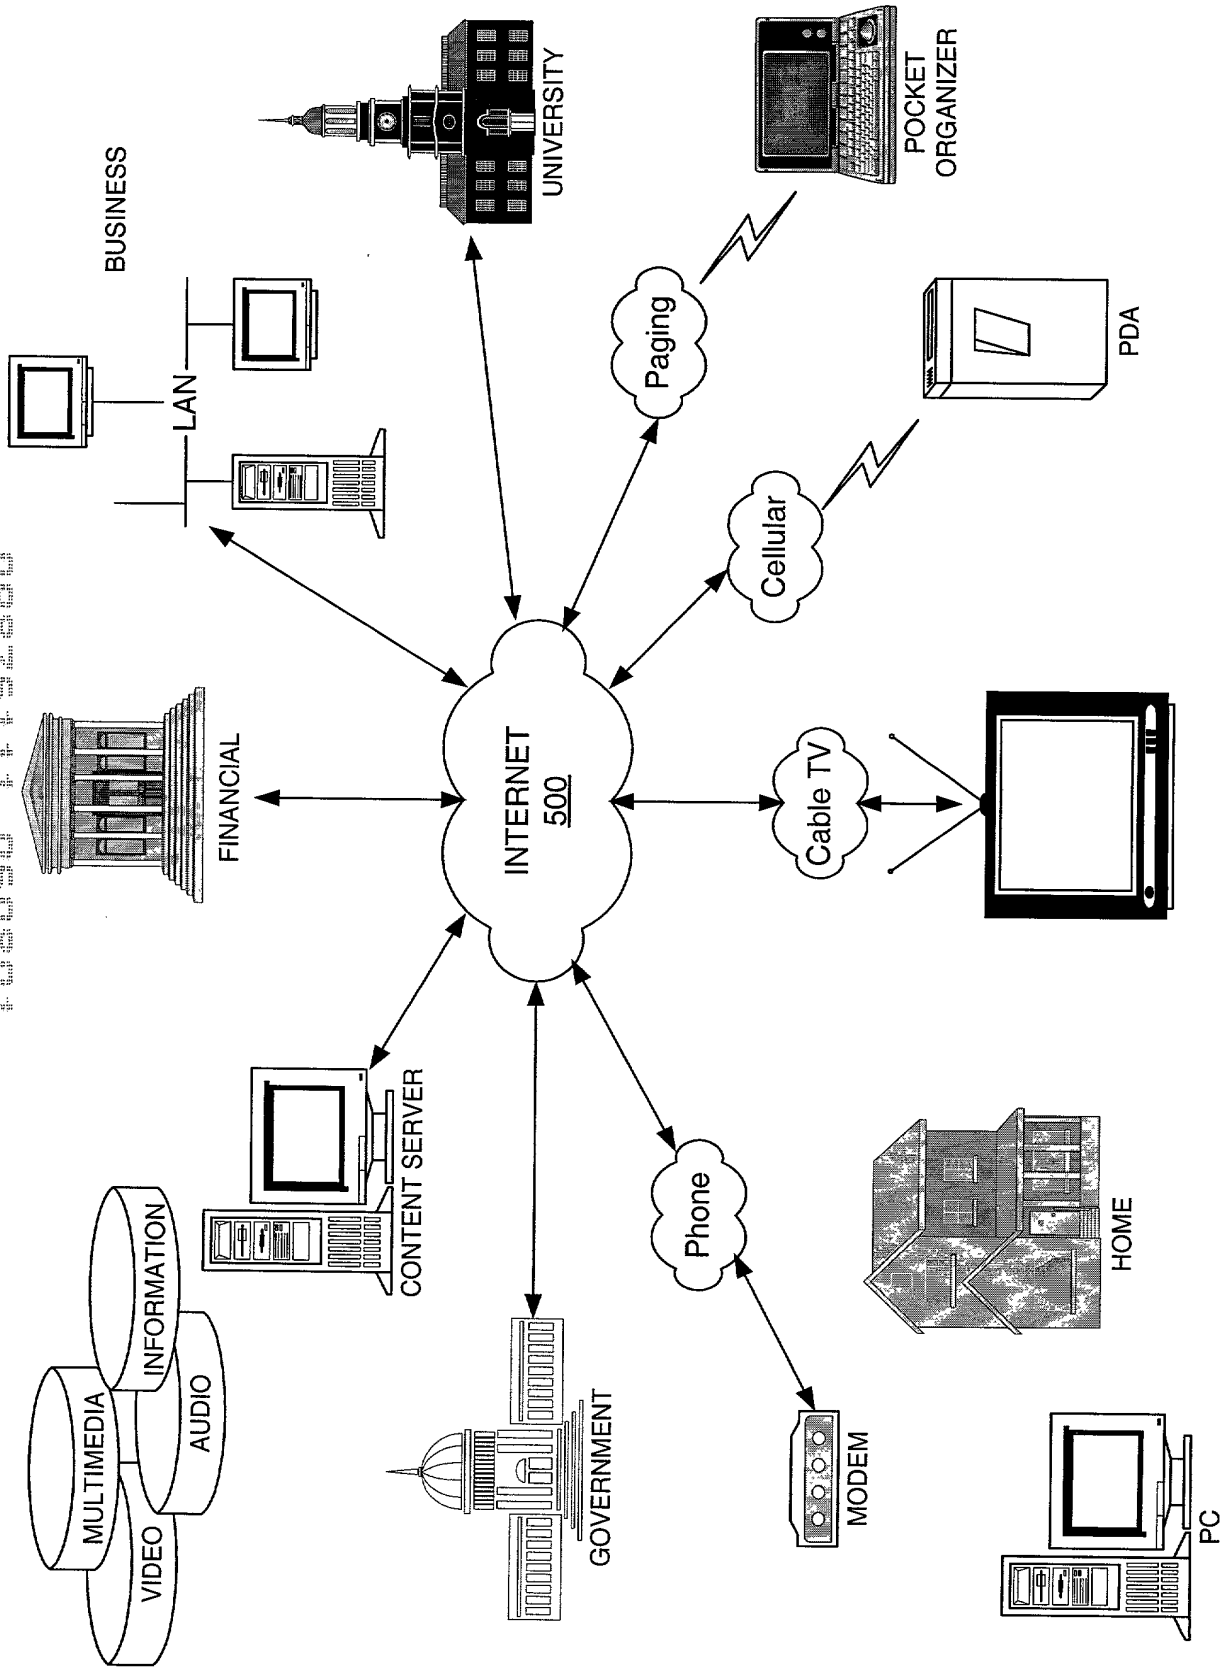 MULTIMEDIA
VIDEO
INFORMATION
AUDIO
CONTENT SERVER
FINANCIAL
LAN
BUSINESS
GOVERNMENT
INTERNET
500
UNIVERSITY
Phone
Cable TV
Cellular
Paging
MODEM
POCKET
ORGANIZER
HOME
PDA
PC